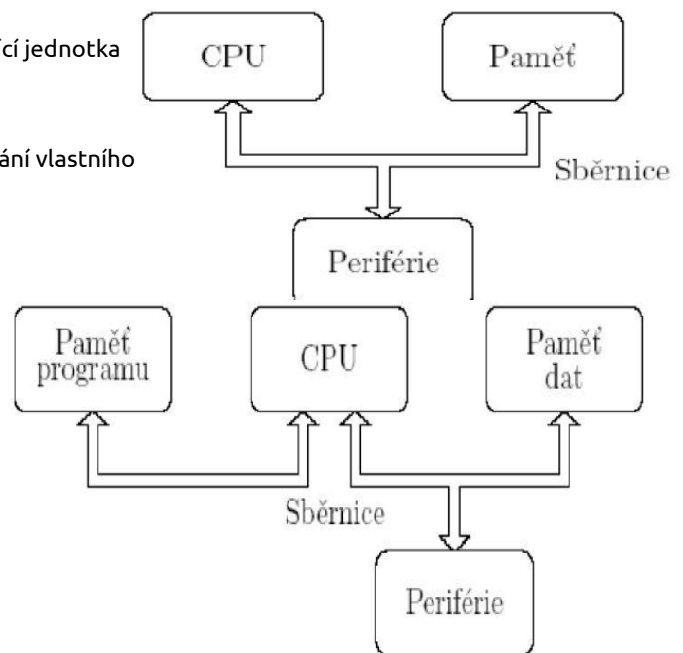 cí jednotka
CPU
Paměť
ání vlastního
Sběrnice
Periférie
Paměť
programu
CPU
Paměť
dat
Sběrnice
Periférie